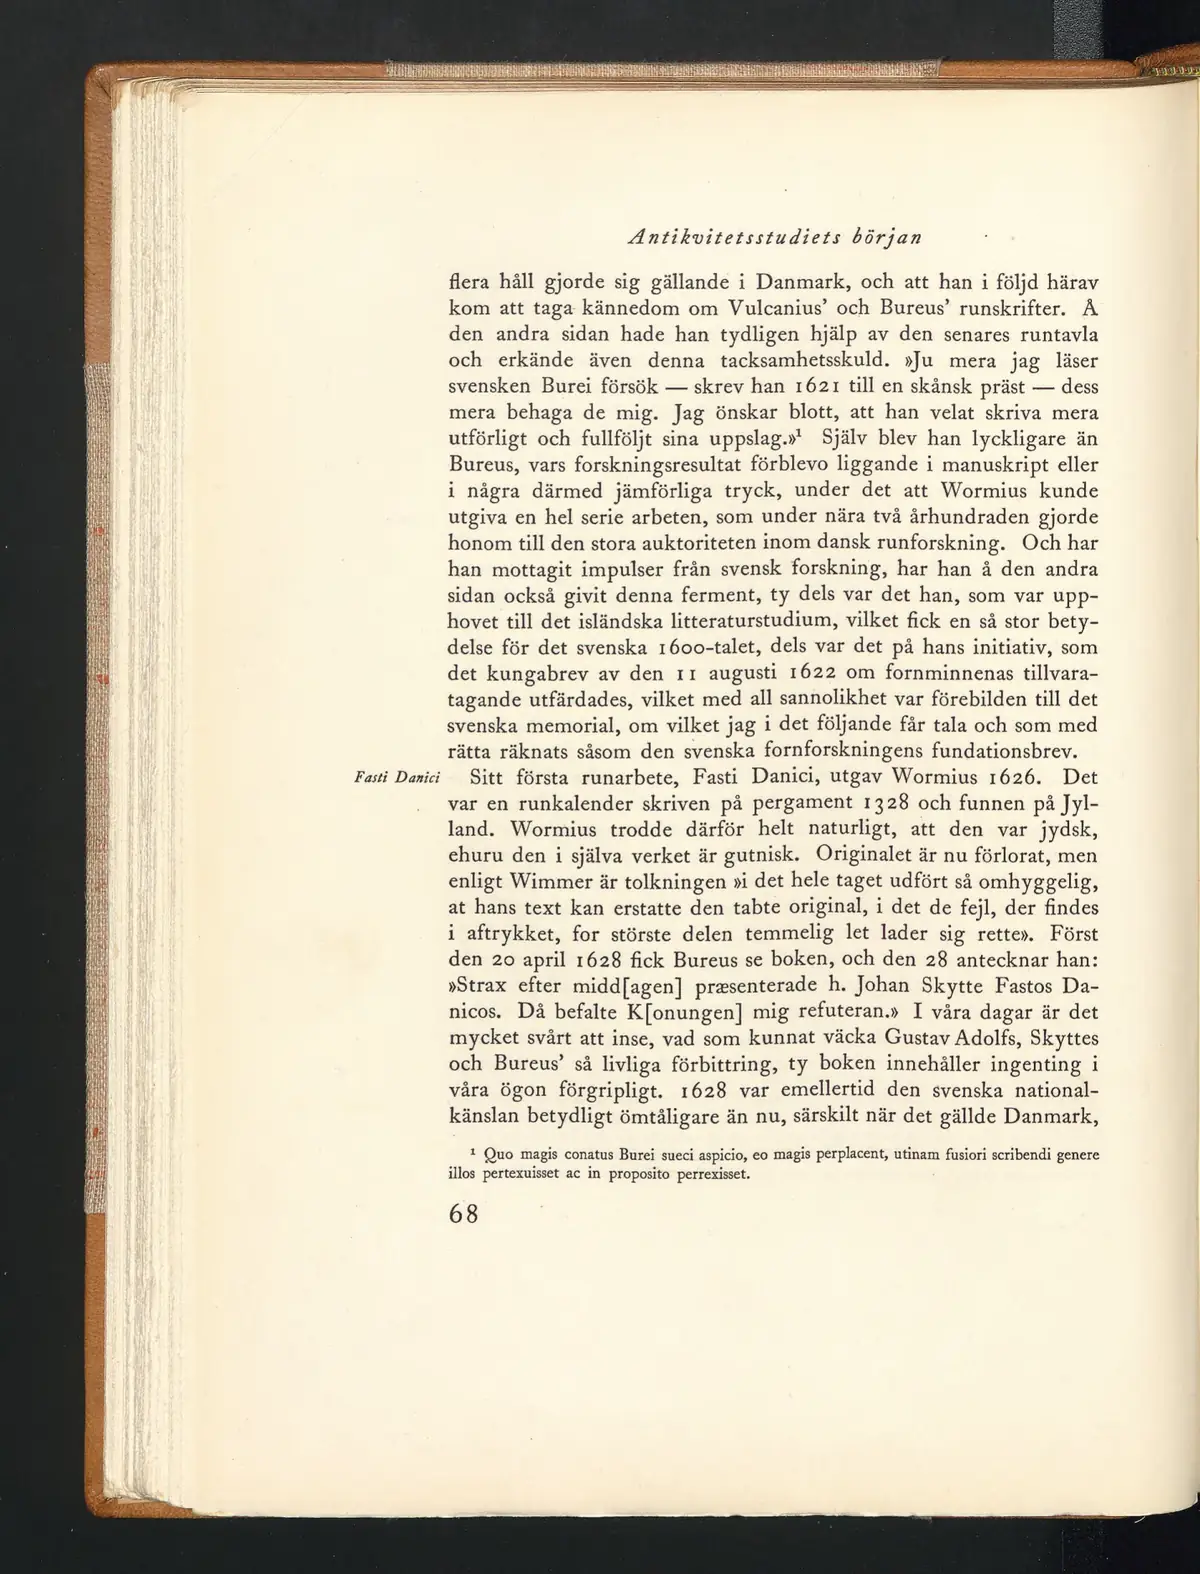 Antikvitetsstudiets början
flera håll gjorde sig gällande i Danmark, och att han i följd härav
kom att taga kännedom om Vulcanius’ och Bureus’ runskrifter. Å
den andra sidan hade han tydligen hjälp av den senares runtavla
och erkände även denna tacksamhetsskuld. »Ju mera jag läser
svensken Burei försök — skrev han 1621 till en skånsk präst — dess
mera behaga de mig. Jag önskar blott, att han velat skriva mera
utförligt och fullföljt sina uppslag.»¹ Själv blev han lyckligare än
Bureus, vars forskningsresultat förblevo liggande i manuskript eller
i några därmed jämförliga tryck, under det att Wormius kunde
utgiva en hel serie arbeten, som under nära två århundraden gjorde
honom till den stora auktoriteten inom dansk runforskning. Och har
han mottagit impulser från svensk forskning, har han å den andra
sidan också givit denna ferment, ty dels var det han, som var upp-
hovet till det isländska litteraturstudium, vilket fick en så stor bety-
delse för det svenska 1600-talet, dels var det på hans initiativ, som
det kungabrev av den 11 augusti 1622 om fornminnenas tillvara-
tagande utfärdades, vilket med all sannolikhet var förebilden till det
svenska memorial, om vilket jag i det följande får tala och som med
rätta räknats såsom den svenska fornforskningens fundationsbrev.
Fasti Danici Sitt första runarbete, Fasti Danici, utgav Wormius 1626. Det
var en runkalender skriven på pergament 1328 och funnen på Jyl-
land. Wormius trodde därför helt naturligt, att den var jydsk,
ehuru den i själva verket är gutnisk. Originalet är nu förlorat, men
enligt Wimmer är tolkningen »i det hele taget udfört så omhyggelig,
at hans text kan erstatte den tabte original, i det de fejl, der findes
i aftrykket, for störste delen temmelig let lader sig rette». Först
den 20 april 1628 fick Bureus se boken, och den 28 antecknar han:
»Strax efter midd[agen] præsenterade h. Johan Skytte Fastos Da-
nicos. Då befalte K[onungen] mig refuteran.» I våra dagar är det
mycket svårt att inse, vad som kunnat väcka Gustav Adolfs, Skyttes
och Bureus’ så livliga förbittring, ty boken innehåller ingenting i
våra ögon förgripligt. 1628 var emellertid den svenska national-
känslan betydligt ömtåligare än nu, särskilt när det gällde Danmark,
¹ Quo magis conatus Burei sueci aspicio, eo magis perplacent, utinam fusiori scribendi genere
illos pertexuisset ac in proposito perrexisset.
68